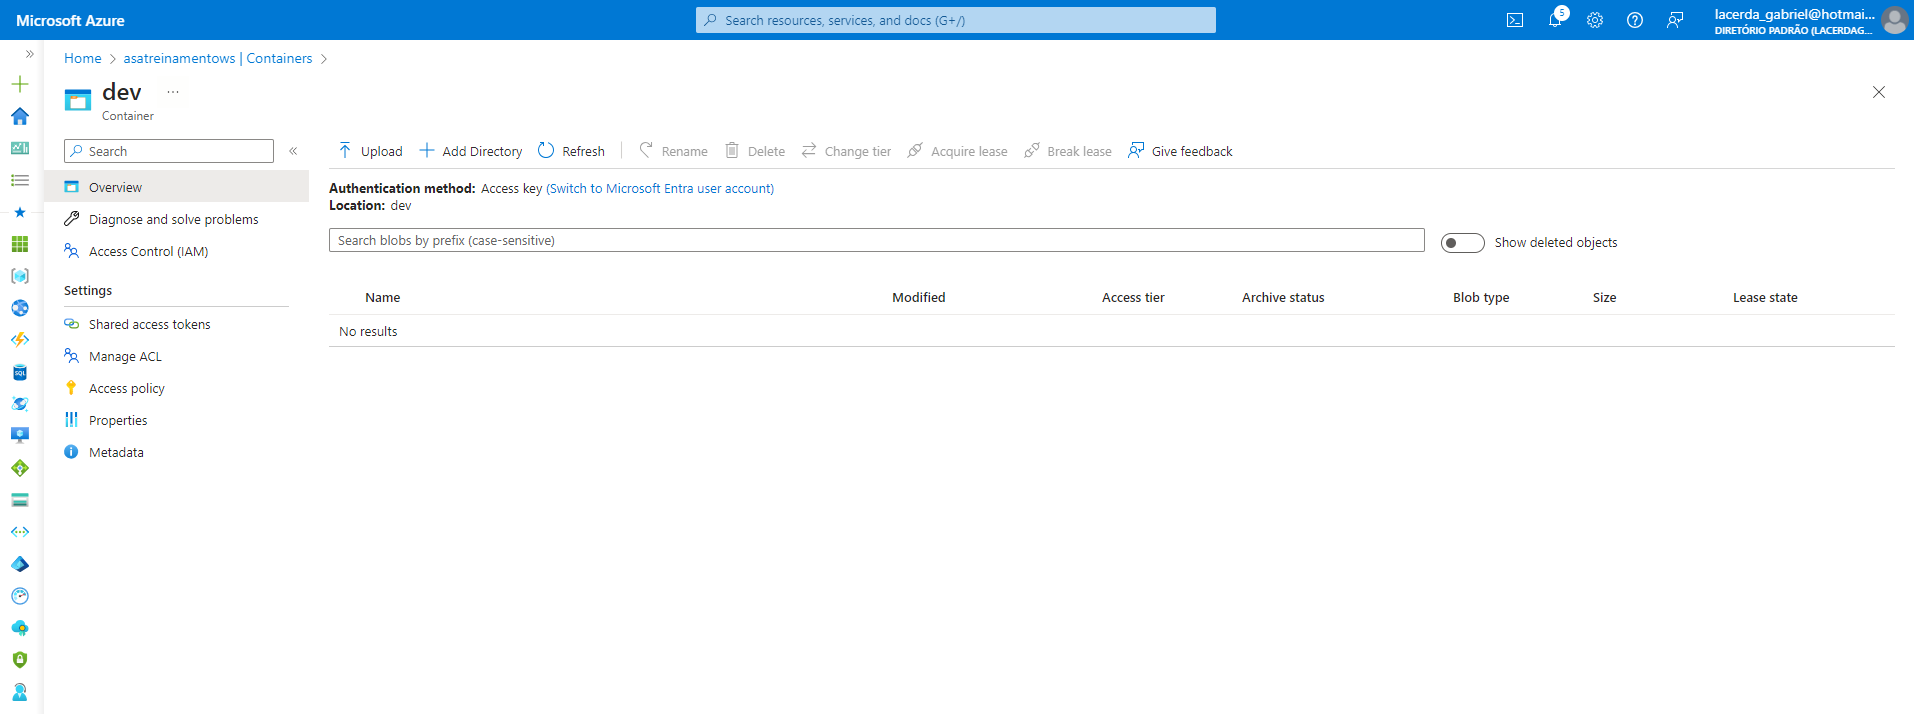 Microsoft Azure
Search resources, services, and docs (G+/)
5
lacerda_gabriel@hotmai...
DIRETÓRIO PADRÃO (LACERDAG...
Home > asatreinamentows | Containers >
dev ...
Container
Search
Overview
Diagnose and solve problems
Access Control (IAM)
Settings
Shared access tokens
Manage ACL
Access policy
Properties
Metadata
Upload Add Directory Refresh Rename Delete Change tier Acquire lease Break lease Give feedback
Authentication method: Access key (Switch to Microsoft Entra user account)
Location: dev
Search blobs by prefix (case-sensitive)
Show deleted objects
Name Modified Access tier Archive status Blob type Size Lease state
No results
SQL